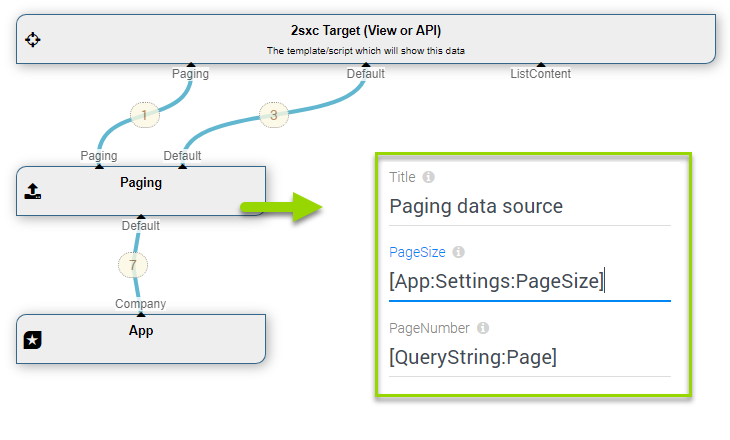 2sxc Target (View or API)
The template/script which will show this data
Paging
Default
ListContent
1
3
Paging
Default
Paging
Default
7
Company
App
Title
Paging data source
PageSize
[App:Settings:PageSize]
PageNumber
[QueryString:Page]